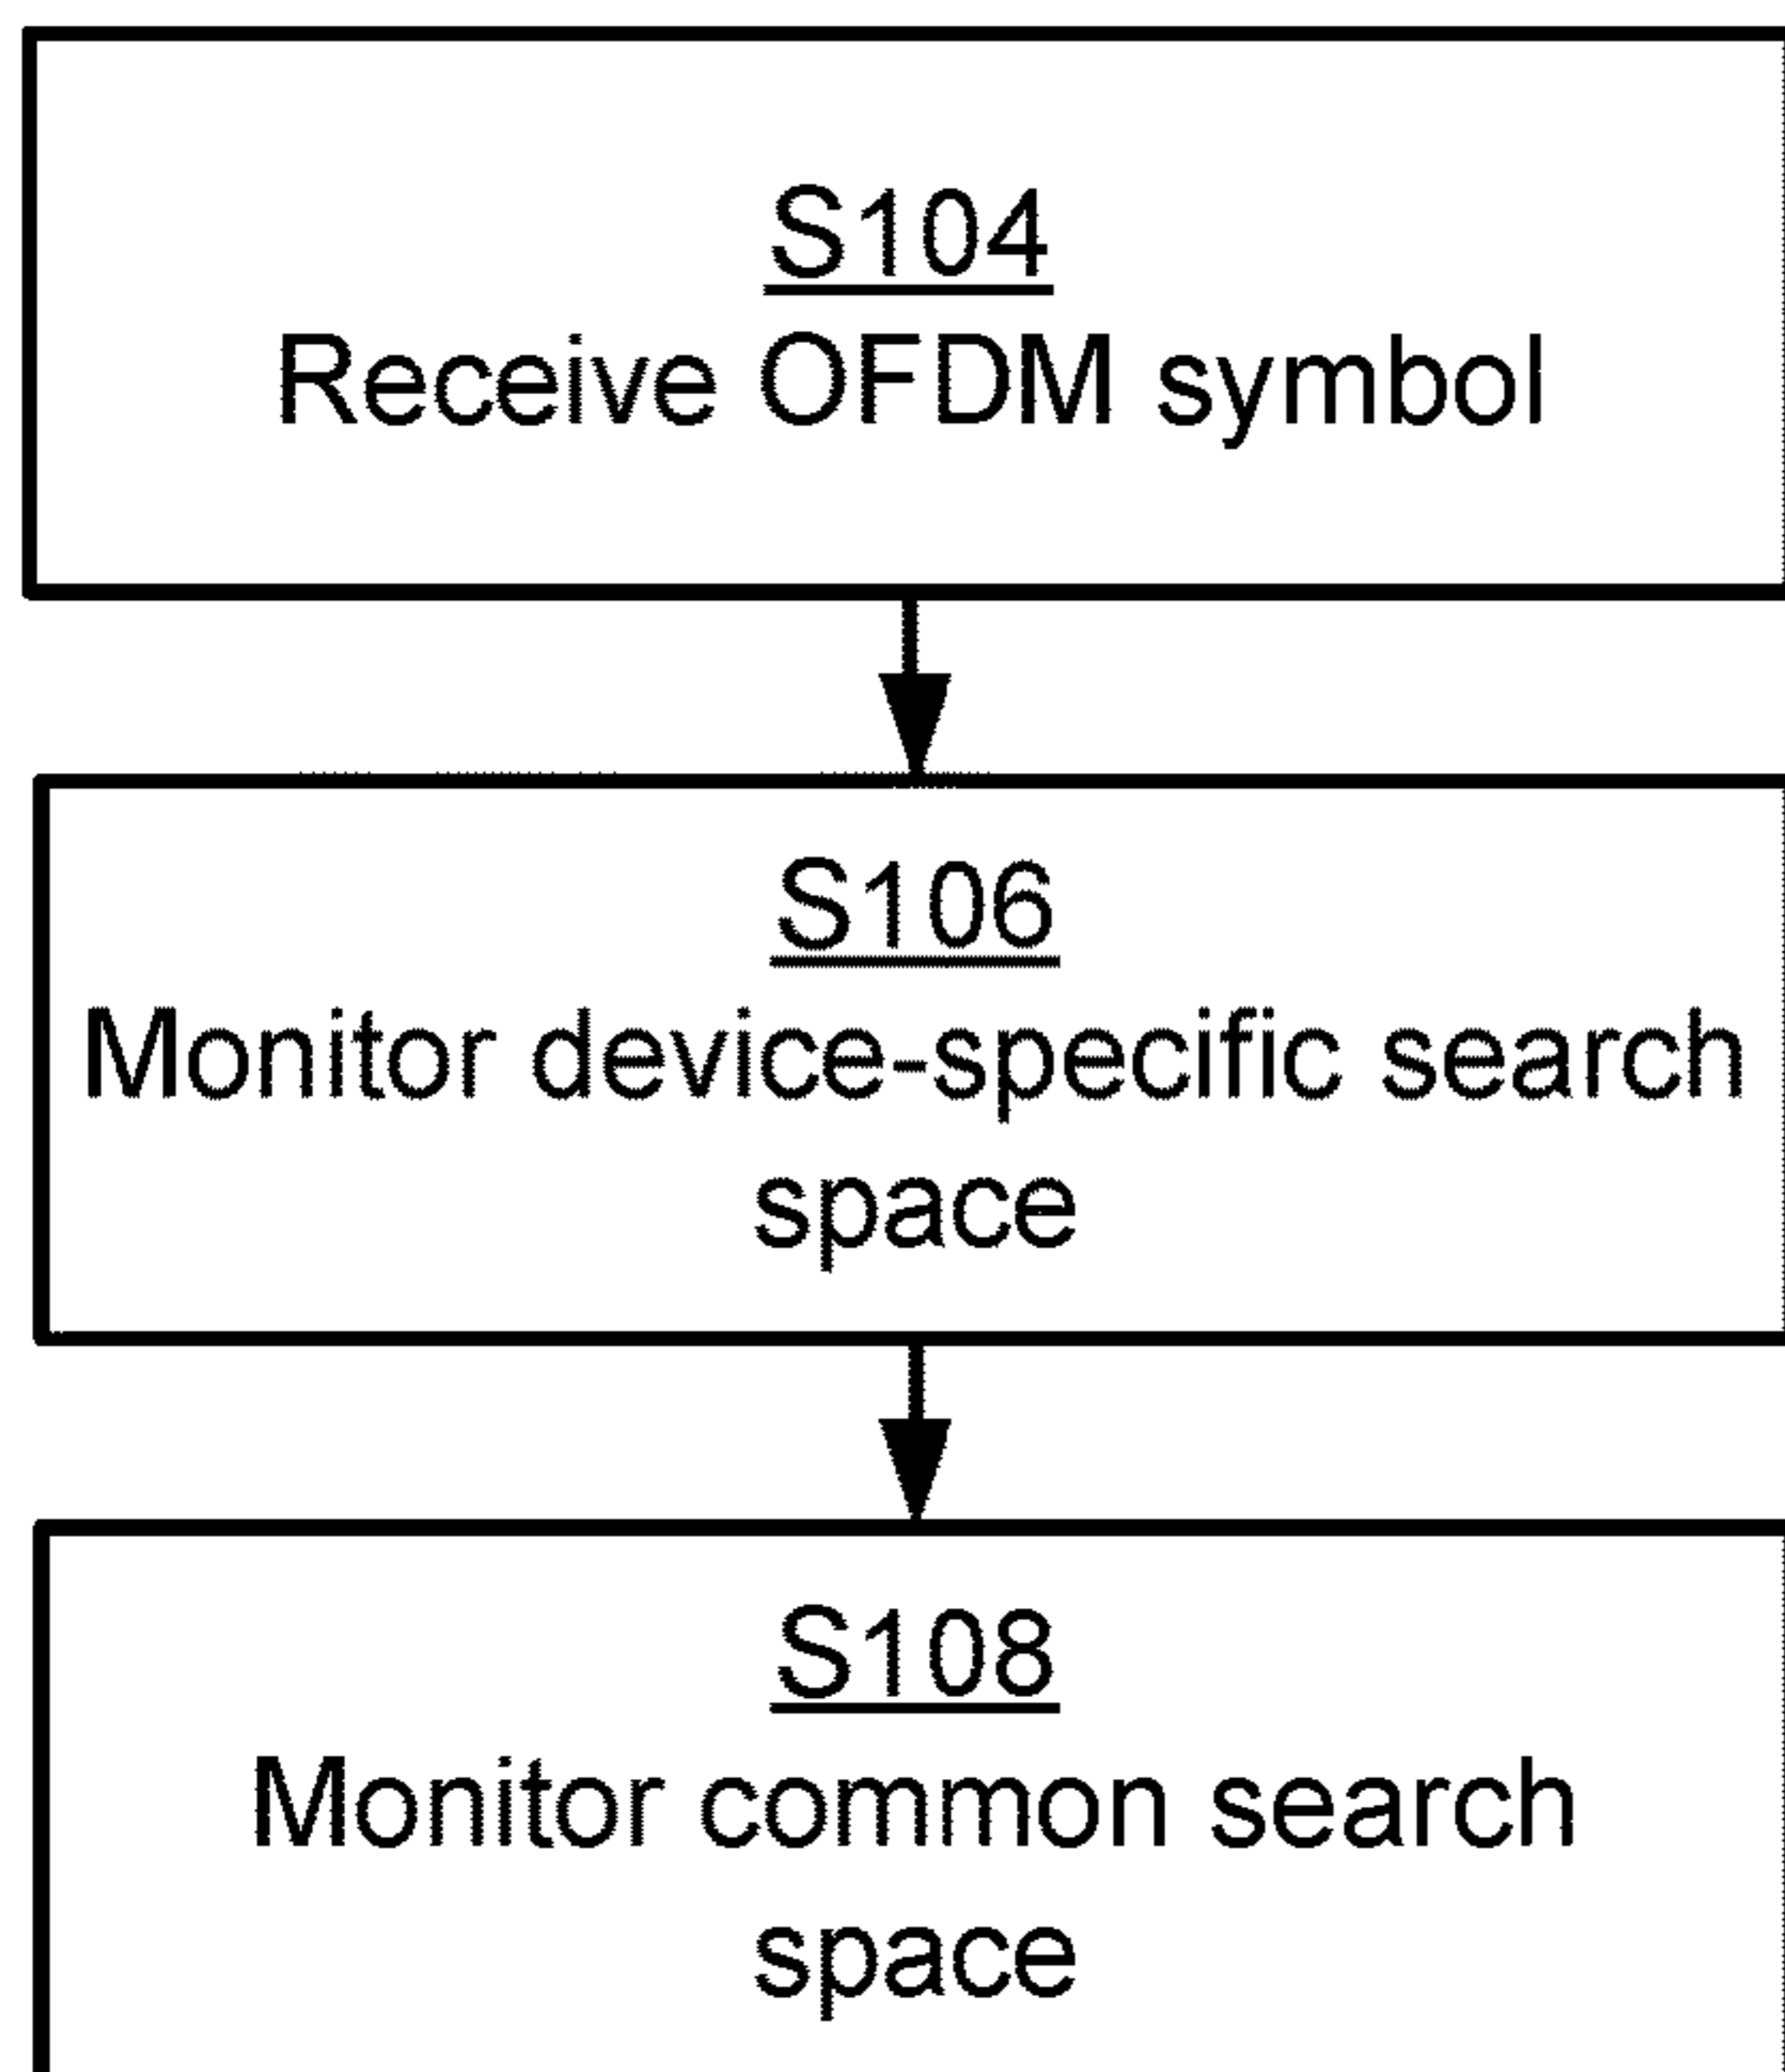 S104
Receive OFDM symbol
S106
Monitor device-specific search
space
S108
Monitor common search
space